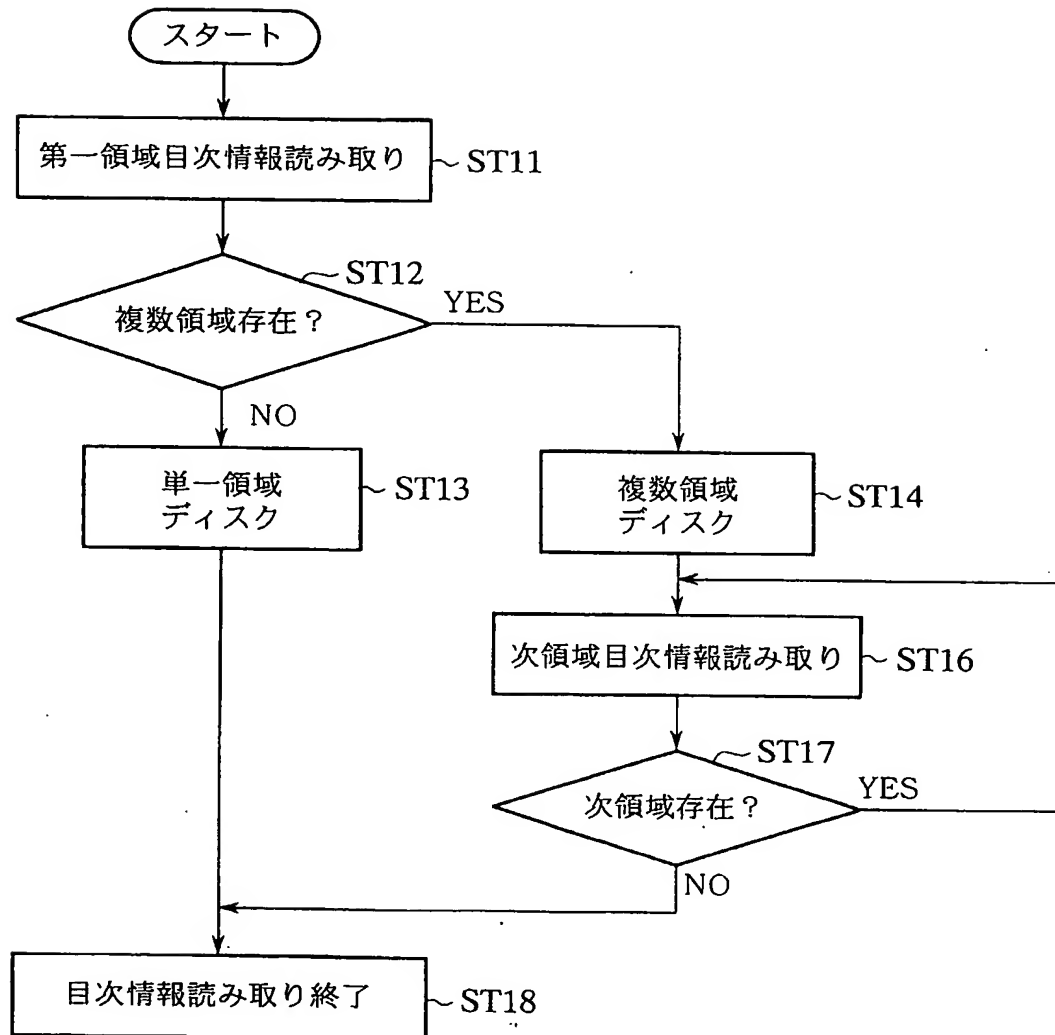 スタート
第一領域目次情報読み取り
ST11
ST12
複数領域存在?
YES
NO
単一領域
ディスク
ST13
複数領域
ディスク
ST14
次領域目次情報読み取り
ST16
ST17
次領域存在?
YES
NO
目次情報読み取り終了
ST18